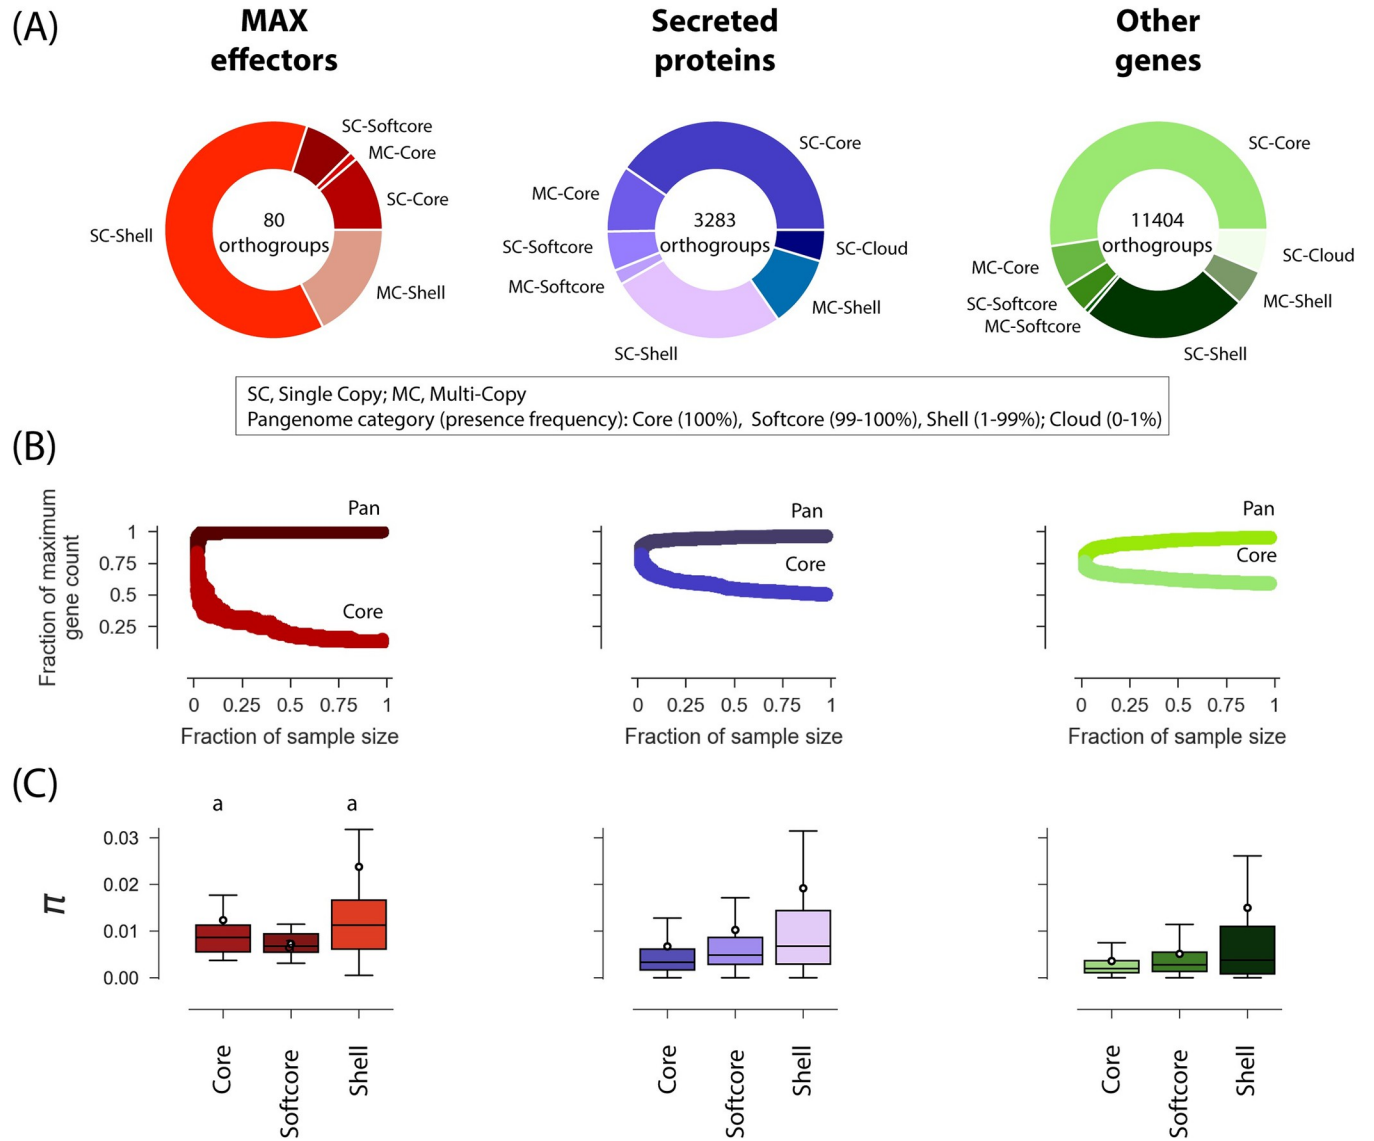 (A)
MAX
effectors
Secreted
proteins
Other
genes
SC-Softcore
MC-Core
SC-Core
SC-Shell
MC-Shell
80
orthogroups
SC-Core
MC-Core
SC-Softcore
MC-Softcore
SC-Shell
SC-Cloud
MC-Shell
3283
orthogroups
SC-Core
MC-Core
SC-Softcore
MC-Softcore
SC-Shell
SC-Cloud
MC-Shell
11404
orthogroups
SC, Single Copy; MC, Multi-Copy
Pangenome category (presence frequency): Core (100%), Softcore (99-100%), Shell (1-99%); Cloud (0-1%)
(B)
Fraction of maximum
gene count
1
0.75
0.5
0.25
Pan
Core
0 0.25 0.5 0.75 1
Fraction of sample size
Pan
Core
0 0.25 0.5 0.75 1
Fraction of sample size
Pan
Core
0 0.25 0.5 0.75 1
Fraction of sample size
(C)
π
0.03
0.02
0.01
0.00
a a
Core
Softcore
Shell
Core
Softcore
Shell
Core
Softcore
Shell